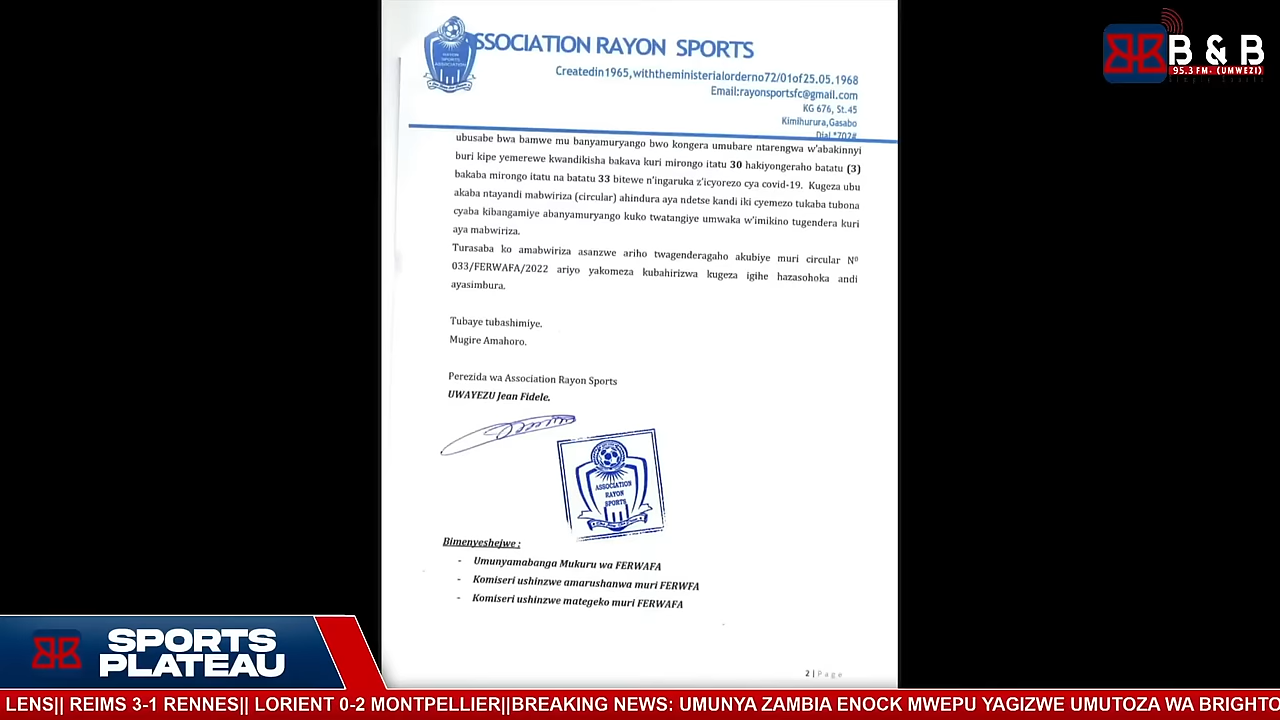 ASSOCIATION RAYON SPORTS
Createdin1965,withtheministerialorderno72/01of25.05.1968
Email:rayonsportsfc@gmail.com
KG 676, St.45
Kimihurura,Gasabo
Dial *702#
B & B
95.3 FM- (UMWEZI)
ubusabe bwa bamwe mu banyamuryango bwo kongera umubare ntarengwa w'abakinnyi
buri kipe yemerewe kwandikisha bakava kuri mirongo itatu 30 hakiyongeraho batatu (3)
bakaba mirongo itatu na batatu 33 bitewe n'ingaruka z'icyorezo cya covid-19. Kugeza ubu
akaba ntayandi mabwiriza (circular) ahindura aya ndetse kandi iki cyemezo tukaba tubona
cyaba kibangamiye abanyamuryango kuko twatangiye umwaka w'imikino tugendera kuri
aya mabwiriza.
Turasaba ko amabwiriza asanzwe ariho twagenderagaho akubiye muri circular Nº
033/FERWAFA/2022 ariyo yakomeza kubahirizwa kugeza igihe hazasohoka andi
ayasimbura.
Tubaye tubashimiye.
Mugire Amahoro.
Perezida wa Association Rayon Sports
UWAYEZU Jean Fidele.
ASSOCIATION
RAYON
SPORTS
Bimenyeshejwe :
- Umunyamabanga Mukuru wa FERWAFA
- Komiseri ushinzwe amarushanwa muri FERWFA
- Komiseri ushinzwe mategeko muri FERWAFA
2 | Page
SPORTS
PLATEAU
LENS|| REIMS 3-1 RENNES|| LORIENT 0-2 MONTPELLIER||BREAKING NEWS: UMUNYA ZAMBIA ENOCK MWEPU YAGIZWE UMUTOZA WA BRIGHTO